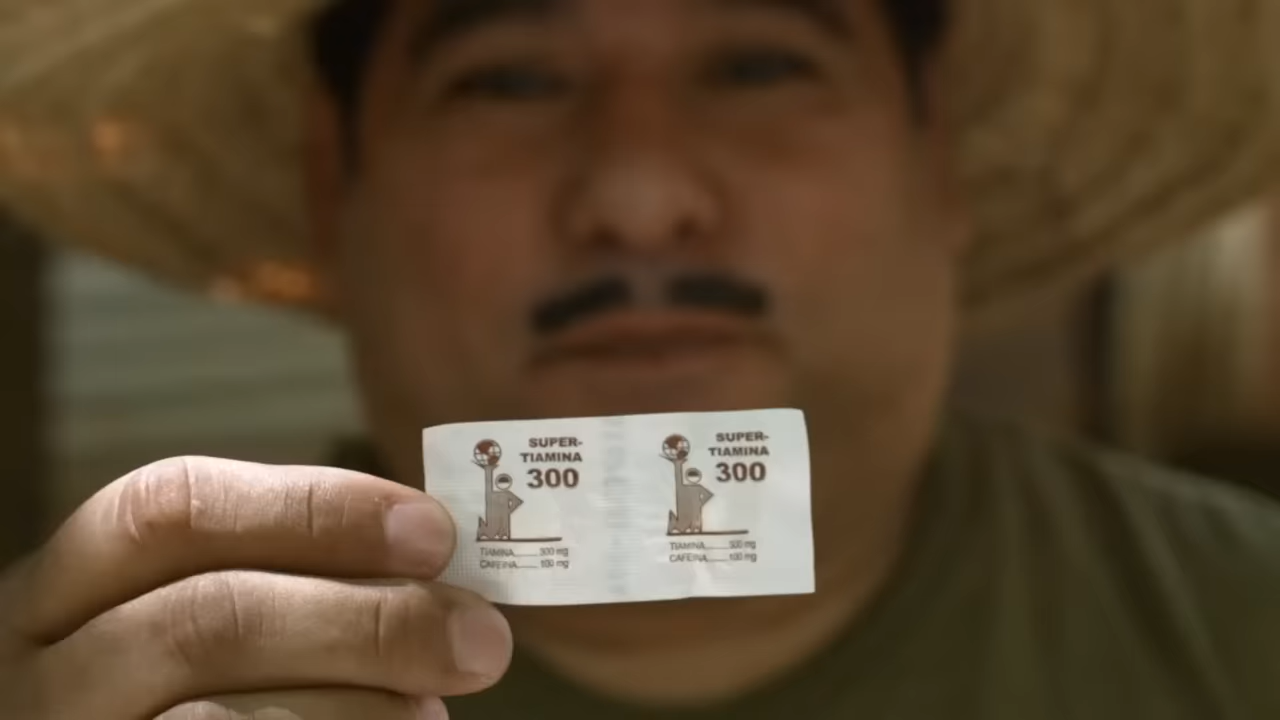 SUPER-
TIAMINA
300
TIAMINA......300 mg
CAFEINA......100 mg
SUPER-
TIAMINA
300
TIAMINA......300 mg
CAFEINA......100 mg